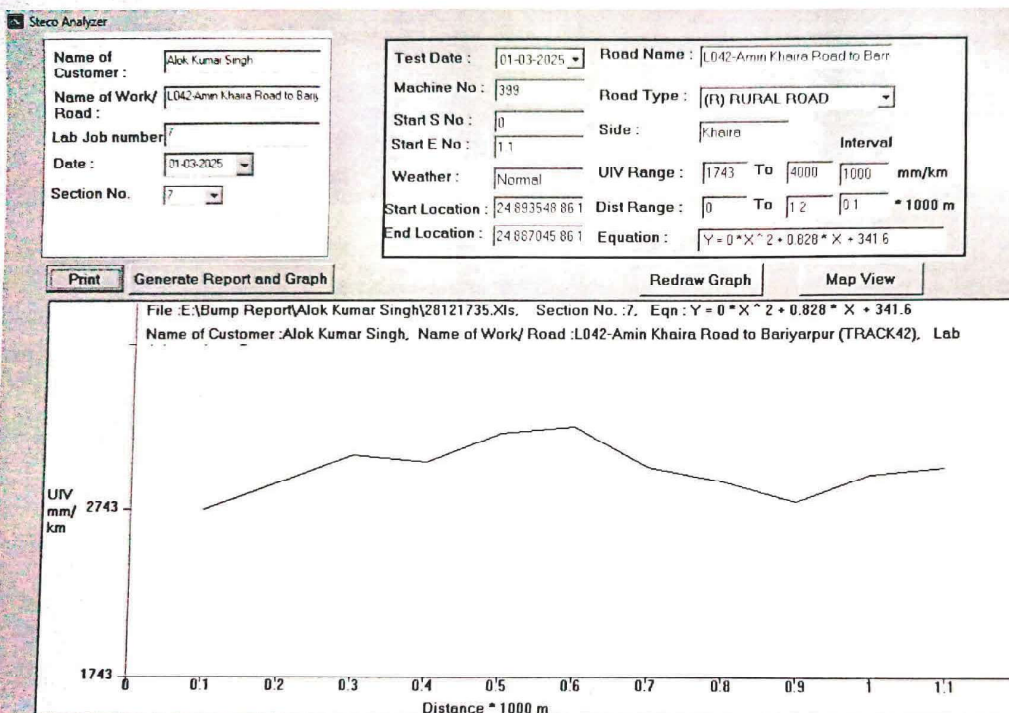 Steco Analyzer
Name of Customer : Alok Kumar Singh
Name of Work/ Road : L042-Amin Khaira Road to Bariy
Lab Job number 7
Date : 01-03-2025
Section No. 7
Test Date : 01-03-2025
Machine No : 399
Start S No : 0
Start E No : 1.1
Weather : Normal
Start Location : 24.893548 86.1
End Location : 24.887045 86.1
Road Name : L042-Amin Khaira Road to Barr
Road Type : (R) RURAL ROAD
Side : Khaira
Interval
UIV Range : 1743 To 4000 1000 mm/km
Dist Range : 0 To 1.2 0.1 * 1000 m
Equation : Y = 0 * X ^ 2 + 0.828 * X + 341.6
Print
Generate Report and Graph
Redraw Graph
Map View
File :E:\Bump Report\Alok Kumar Singh\28121735.Xls, Section No. :7, Eqn : Y = 0 * X ^ 2 + 0.828 * X + 341.6
Name of Customer :Alok Kumar Singh, Name of Work/ Road :L042-Amin Khaira Road to Bariyarpur (TRACK42), Lab
UIV mm/ km
2743
1743
0 0.1 0.2 0.3 0.4 0.5 0.6 0.7 0.8 0.9 1 1.1
Distance * 1000 m